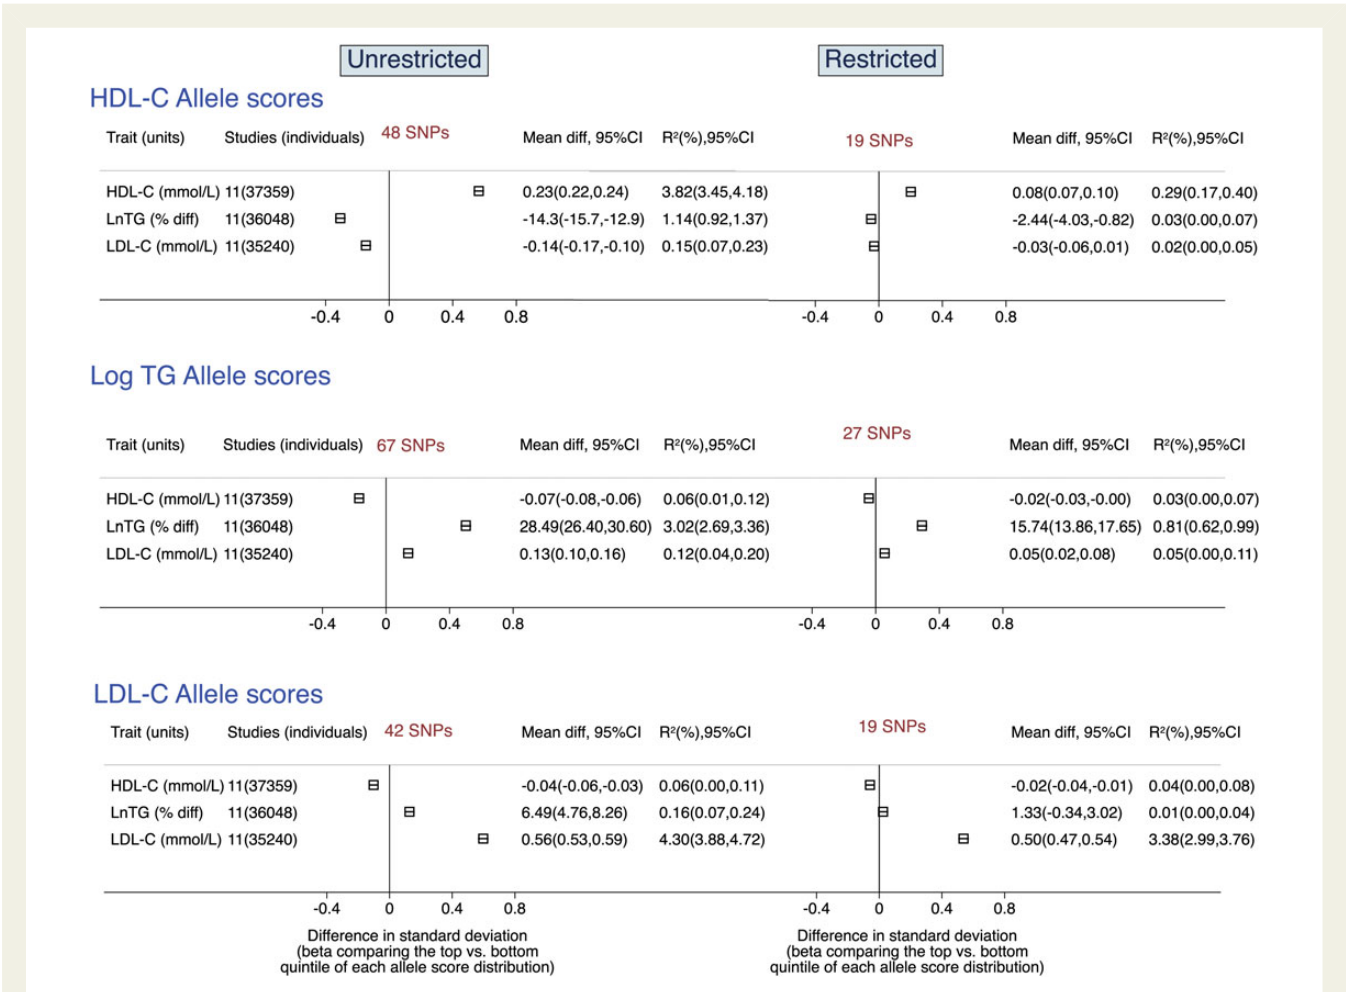 Unrestricted Restricted
HDL-C Allele scores
Trait (units) Studies (individuals) 48 SNPs Mean diff, 95%CI R²(%),95%CI 19 SNPs Mean diff, 95%CI R²(%),95%CI
HDL-C (mmol/L) 11(37359) 0.23(0.22,0.24) 3.82(3.45,4.18) 0.08(0.07,0.10) 0.29(0.17,0.40)
LnTG (% diff) 11(36048) -14.3(-15.7,-12.9) 1.14(0.92,1.37) -2.44(-4.03,-0.82) 0.03(0.00,0.07)
LDL-C (mmol/L) 11(35240) -0.14(-0.17,-0.10) 0.15(0.07,0.23) -0.03(-0.06,0.01) 0.02(0.00,0.05)
-0.4 0 0.4 0.8 -0.4 0 0.4 0.8
Log TG Allele scores
Trait (units) Studies (individuals) 67 SNPs Mean diff, 95%CI R²(%),95%CI 27 SNPs Mean diff, 95%CI R²(%),95%CI
HDL-C (mmol/L) 11(37359) -0.07(-0.08,-0.06) 0.06(0.01,0.12) -0.02(-0.03,-0.00) 0.03(0.00,0.07)
LnTG (% diff) 11(36048) 28.49(26.40,30.60) 3.02(2.69,3.36) 15.74(13.86,17.65) 0.81(0.62,0.99)
LDL-C (mmol/L) 11(35240) 0.13(0.10,0.16) 0.12(0.04,0.20) 0.05(0.02,0.08) 0.05(0.00,0.11)
-0.4 0 0.4 0.8 -0.4 0 0.4 0.8
LDL-C Allele scores
Trait (units) Studies (individuals) 42 SNPs Mean diff, 95%CI R²(%),95%CI 19 SNPs Mean diff, 95%CI R²(%),95%CI
HDL-C (mmol/L) 11(37359) -0.04(-0.06,-0.03) 0.06(0.00,0.11) -0.02(-0.04,-0.01) 0.04(0.00,0.08)
LnTG (% diff) 11(36048) 6.49(4.76,8.26) 0.16(0.07,0.24) 1.33(-0.34,3.02) 0.01(0.00,0.04)
LDL-C (mmol/L) 11(35240) 0.56(0.53,0.59) 4.30(3.88,4.72) 0.50(0.47,0.54) 3.38(2.99,3.76)
-0.4 0 0.4 0.8 -0.4 0 0.4 0.8
Difference in standard deviation Difference in standard deviation
(beta comparing the top vs. bottom (beta comparing the top vs. bottom
quintile of each allele score distribution) quintile of each allele score distribution)